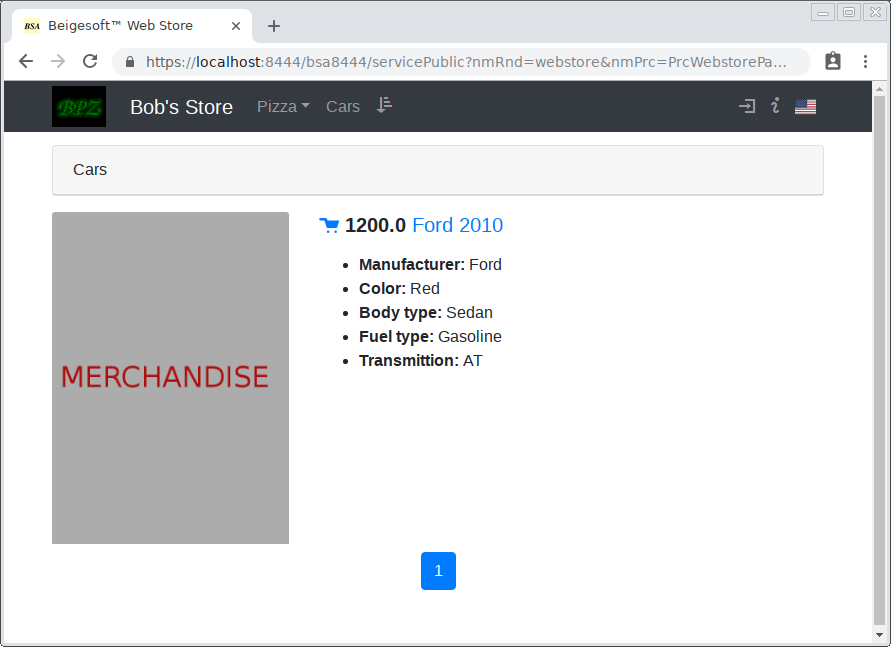 BSA Beigesoft™ Web Store
https://localhost:8444/bsa8444/servicePublic?nmRnd=webstore&nmPrc=PrcWebstorePa...
BPZ Bob's Store Pizza Cars
Cars
1200.0 Ford 2010
Manufacturer: Ford
Color: Red
Body type: Sedan
Fuel type: Gasoline
Transmittion: AT
MERCHANDISE
1